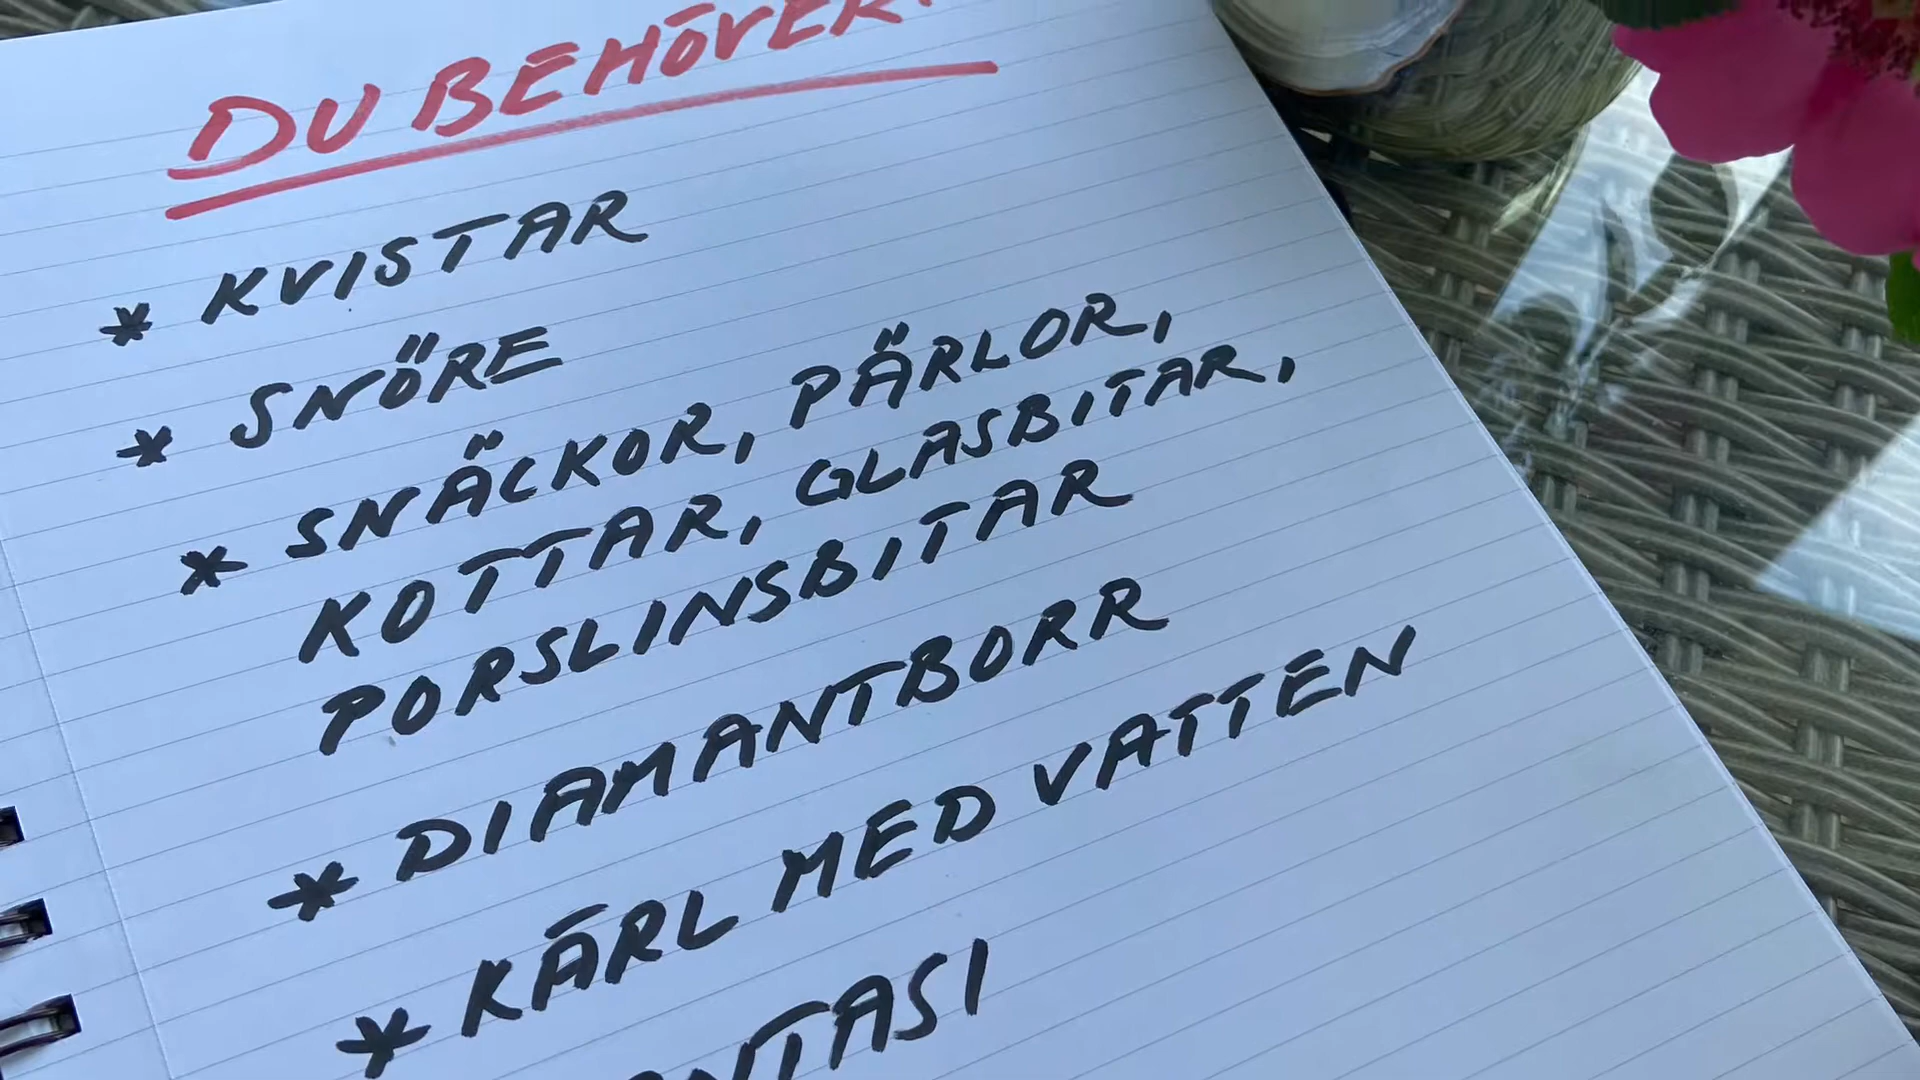 DU BEHÖVER:
* KVISTAR
* SNÖRE
* SNÄCKOR, PÄRLOR,
KOTTAR, GLASBITAR,
PORSLINSBITAR
* DIAMANTBORR
* KÄRL MED VATTEN